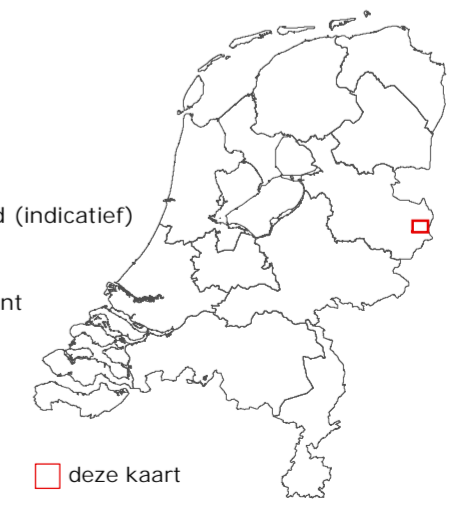 d (indicatief)
nt
deze kaart